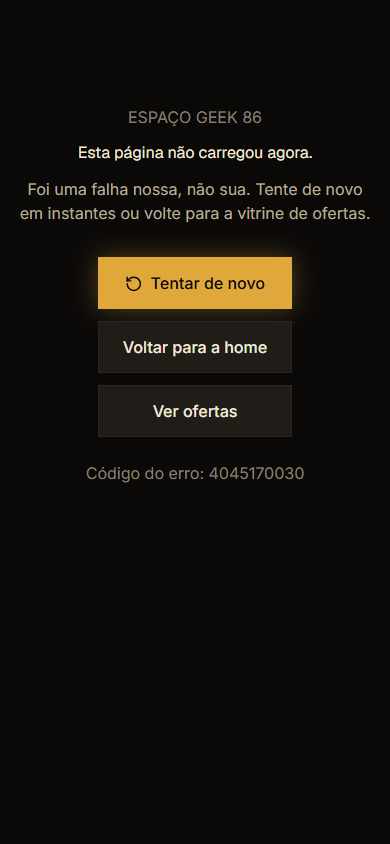 ESPAÇO GEEK 86
Esta página não carregou agora.
Foi uma falha nossa, não sua. Tente de novo
em instantes ou volte para a vitrine de ofertas.
Tentar de novo
Voltar para a home
Ver ofertas
Código do erro: 4045170030